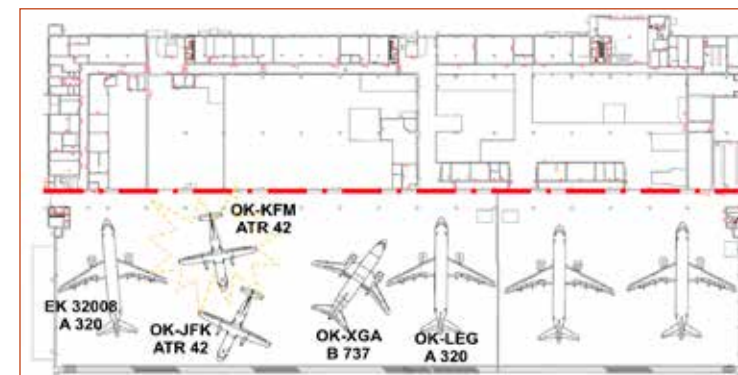 OK-KFM
ATR 42
EK 32008
A 320
OK-JFK
ATR 42
OK-XGA
B 737
OK-LEG
A 320